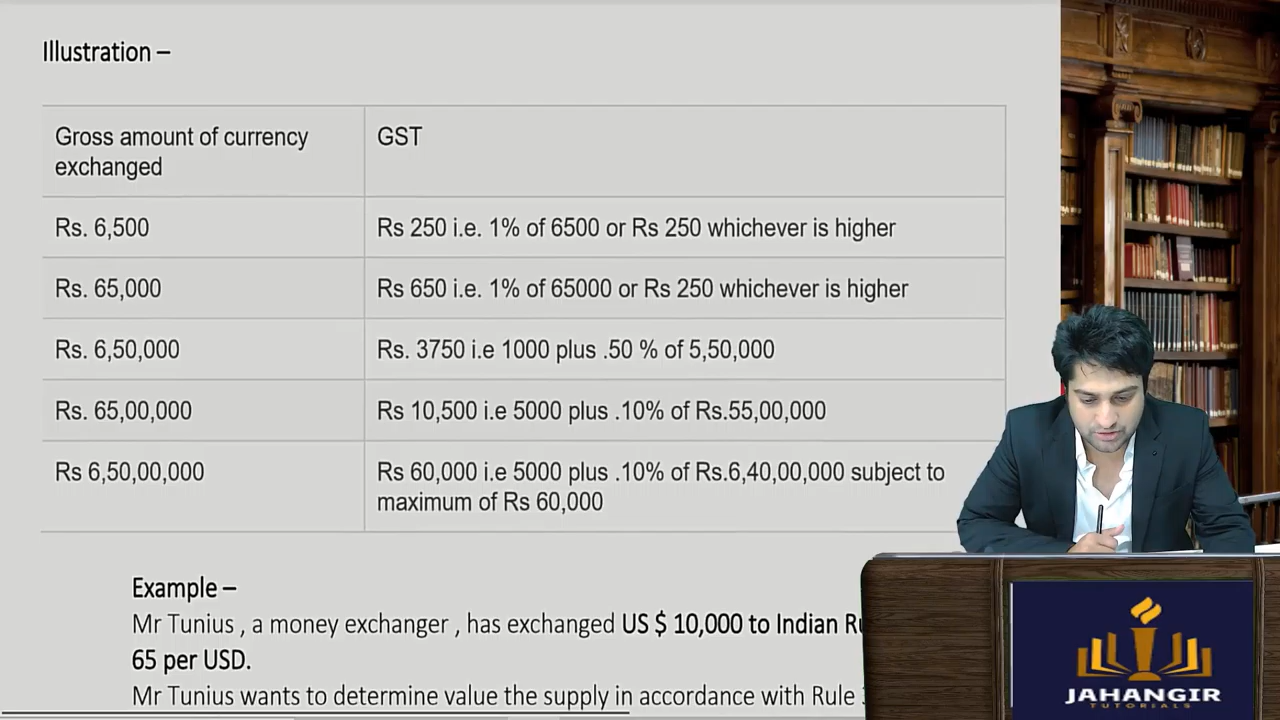 Illustration –
Gross amount of currency
exchanged
GST
Rs. 6,500
Rs 250 i.e. 1% of 6500 or Rs 250 whichever is higher
Rs. 65,000
Rs 650 i.e. 1% of 65000 or Rs 250 whichever is higher
Rs. 6,50,000
Rs. 3750 i.e 1000 plus .50 % of 5,50,000
Rs. 65,00,000
Rs 10,500 i.e 5000 plus .10% of Rs.55,00,000
Rs 6,50,00,000
Rs 60,000 i.e 5000 plus .10% of Rs.6,40,00,000 subject to
maximum of Rs 60,000
Example –
Mr Tunius , a money exchanger , has exchanged US $ 10,000 to Indian
65 per USD.
Mr Tunius wants to determine value the supply in accordance with Rule
JAHANGIR
TUTORIALS